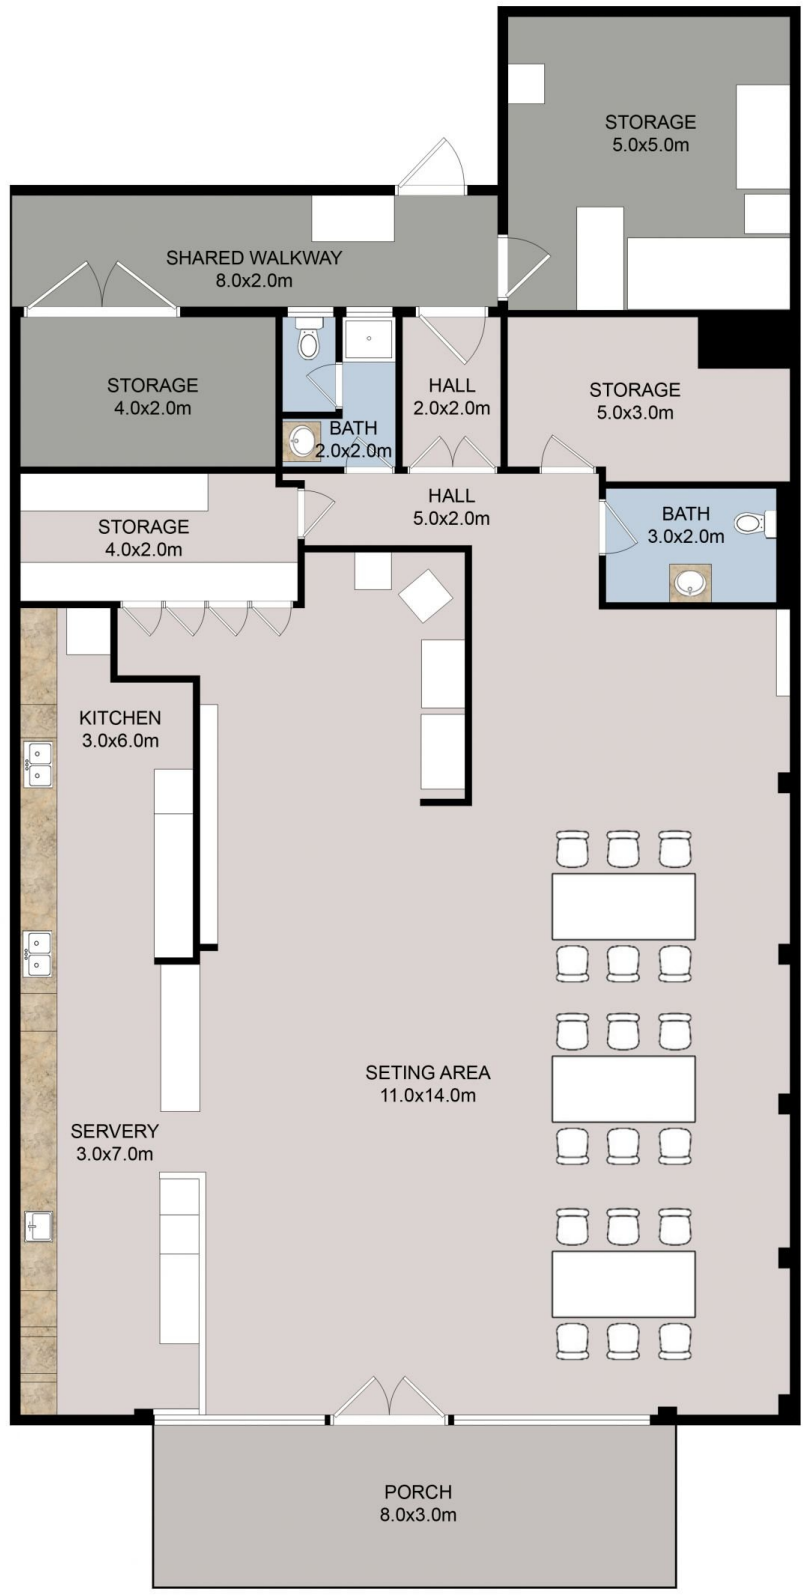 STORAGE
5.0x5.0m
SHARED WALKWAY
8.0x2.0m
STORAGE
4.0x2.0m
BATH
2.0x2.0m
HALL
2.0x2.0m
STORAGE
5.0x3.0m
STORAGE
4.0x2.0m
HALL
5.0x2.0m
BATH
3.0x2.0m
KITCHEN
3.0x6.0m
SETING AREA
11.0x14.0m
SERVERY
3.0x7.0m
PORCH
8.0x3.0m